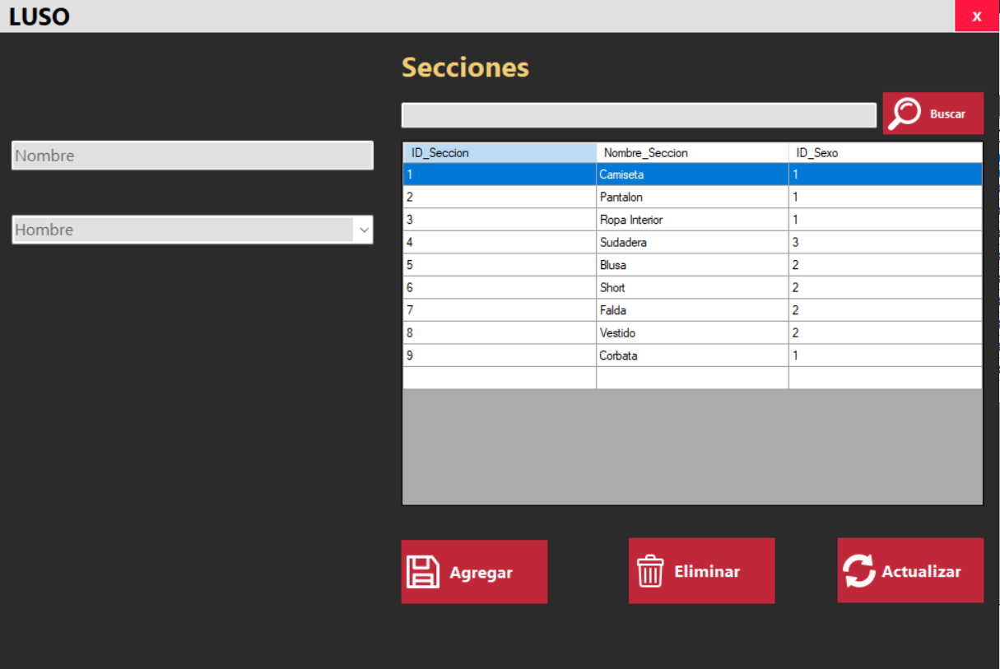 LUSO
x
Secciones
Buscar
Nombre
Hombre
ID_Seccion Nombre_Seccion ID_Sexo
1 Camiseta 1
2 Pantalon 1
3 Ropa Interior 1
4 Sudadera 3
5 Blusa 2
6 Short 2
7 Falda 2
8 Vestido 2
9 Corbata 1
Agregar
Eliminar
Actualizar